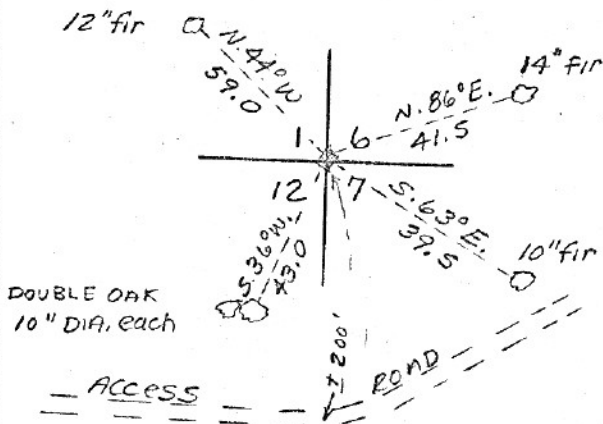 12" fir
N.44°W
59.0
14" fir
N.86°E.
41.5
1 6
12 7
S.63°E.
39.5
10" fir
S.36°W.
43.0
DOUBLE OAK
10" DIA. each
± 200'
ACCESS
ROAD